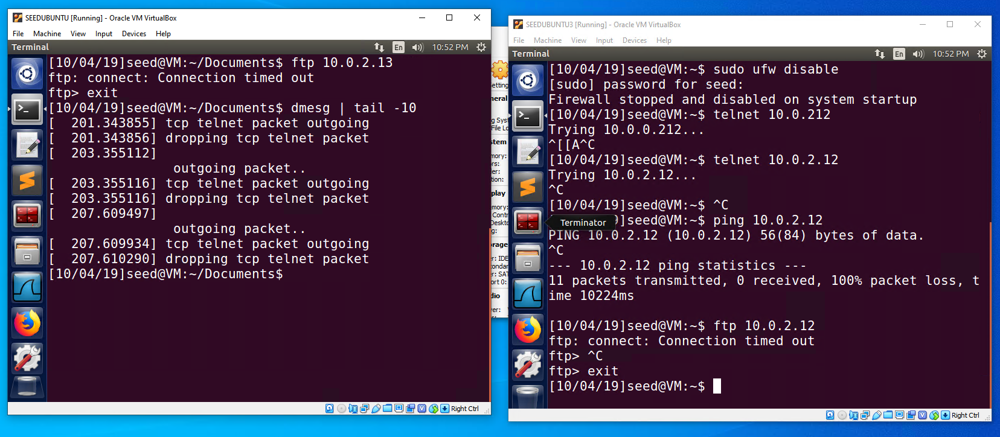 SEEDUBUNTU [Running] - Oracle VM VirtualBox
File Machine View Input Devices Help
Terminal En 10:52 PM
[10/04/19]seed@VM:~/Documents$ ftp 10.0.2.13
ftp: connect: Connection timed out
ftp> exit
[10/04/19]seed@VM:~/Documents$ dmesg | tail -10
[  201.343855] tcp telnet packet outgoing
[  201.343856] dropping tcp telnet packet
[  203.355112]
outgoing packet..
[  203.355116] tcp telnet packet outgoing
[  203.355116] dropping tcp telnet packet
[  207.609497]
outgoing packet..
[  207.609934] tcp telnet packet outgoing
[  207.610290] dropping tcp telnet packet
[10/04/19]seed@VM:~/Documents$
Right Ctrl
SEEDUBUNTU3 [Running] - Oracle VM VirtualBox
File Machine View Input Devices Help
Terminal En 10:52 PM
[10/04/19]seed@VM:~$ sudo ufw disable
[sudo] password for seed:
Firewall stopped and disabled on system startup
[10/04/19]seed@VM:~$ telnet 10.0.212
Trying 10.0.0.212...
^[[A^C
[10/04/19]seed@VM:~$ telnet 10.0.2.12
Trying 10.0.2.12...
^C
[10/04/19]seed@VM:~$ ^C
Terminator
]seed@VM:~$ ping 10.0.2.12
PING 10.0.2.12 (10.0.2.12) 56(84) bytes of data.
^C
--- 10.0.2.12 ping statistics ---
11 packets transmitted, 0 received, 100% packet loss, t
ime 10224ms
[10/04/19]seed@VM:~$ ftp 10.0.2.12
ftp: connect: Connection timed out
ftp> ^C
ftp> exit
[10/04/19]seed@VM:~$
Right Ctrl